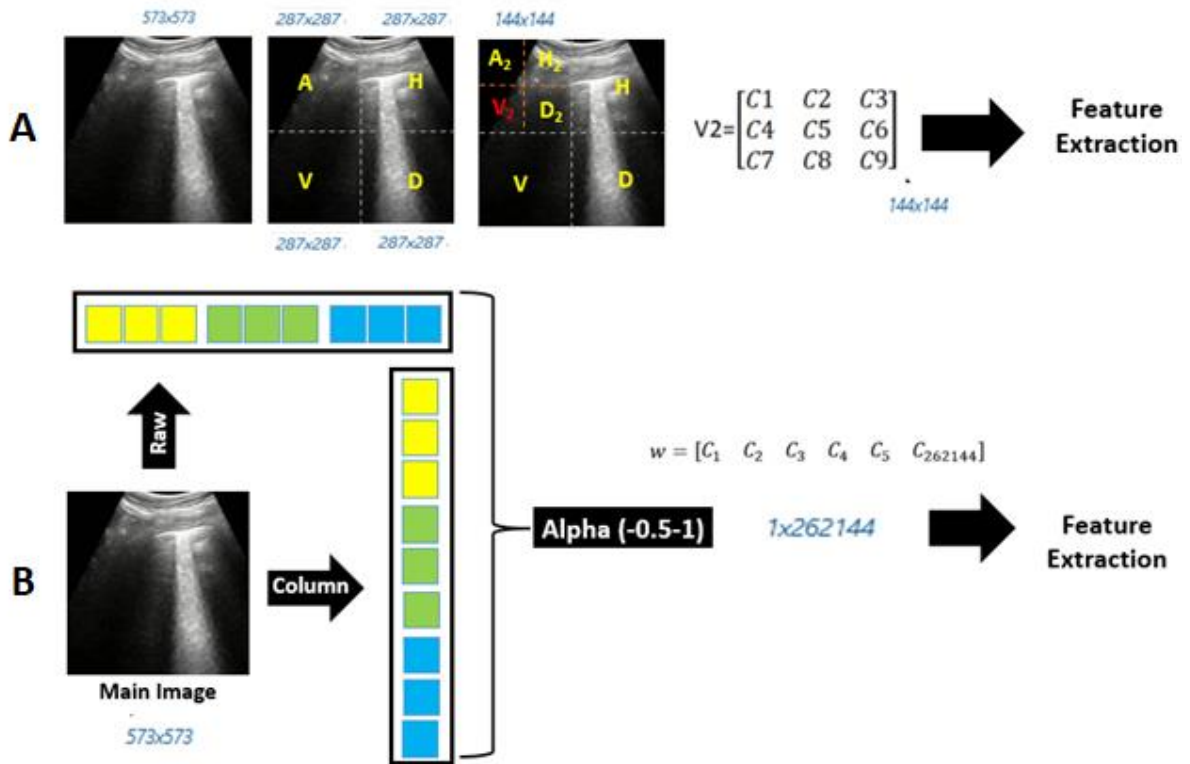 573x573
287x287 287x287
144x144
A
A H
V D
A2 H2
H
V2 D2
V D
287x287 287x287
V2= [C1 C2 C3
C4 C5 C6
C7 C8 C9]
144x144
Feature
Extraction
Raw
B
Column
Main Image
573x573
Alpha (-0.5-1)
w = [C1 C2 C3 C4 C5 C262144]
1x262144
Feature
Extraction